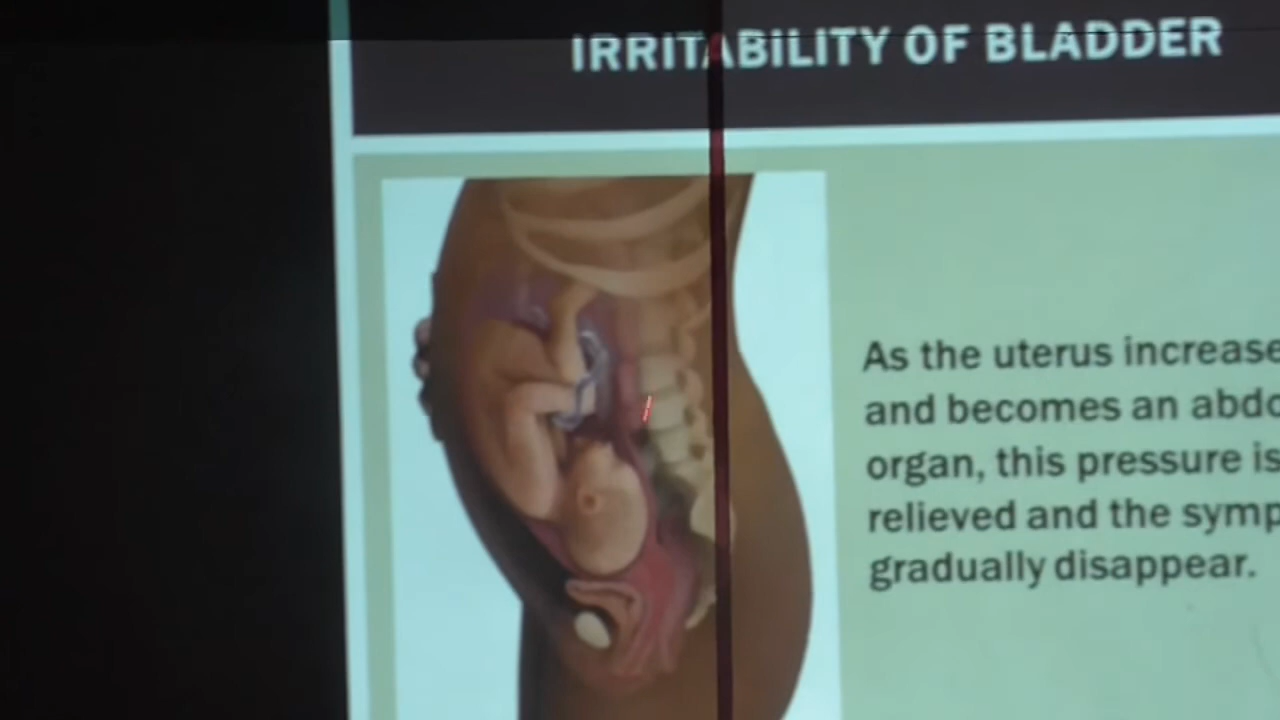 IRRITABILITY OF BLADDER
As the uterus increase
and becomes an abdo
organ, this pressure is
relieved and the symp
gradually disappear.